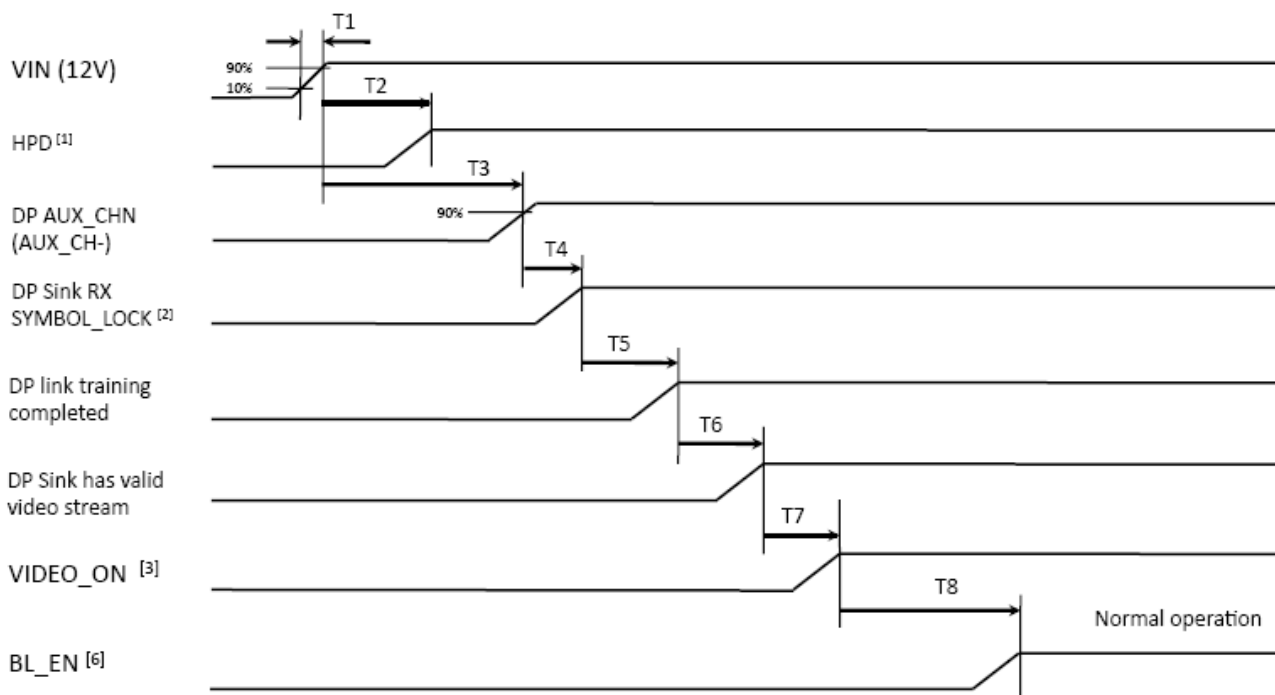 T1
VIN (12V)
90%
10%
T2
HPD [1]
T3
DP AUX_CHN
(AUX_CH-)
90%
T4
DP Sink RX
SYMBOL_LOCK [2]
T5
DP link training
completed
T6
DP Sink has valid
video stream
T7
VIDEO_ON [3]
T8
Normal operation
BL_EN [6]